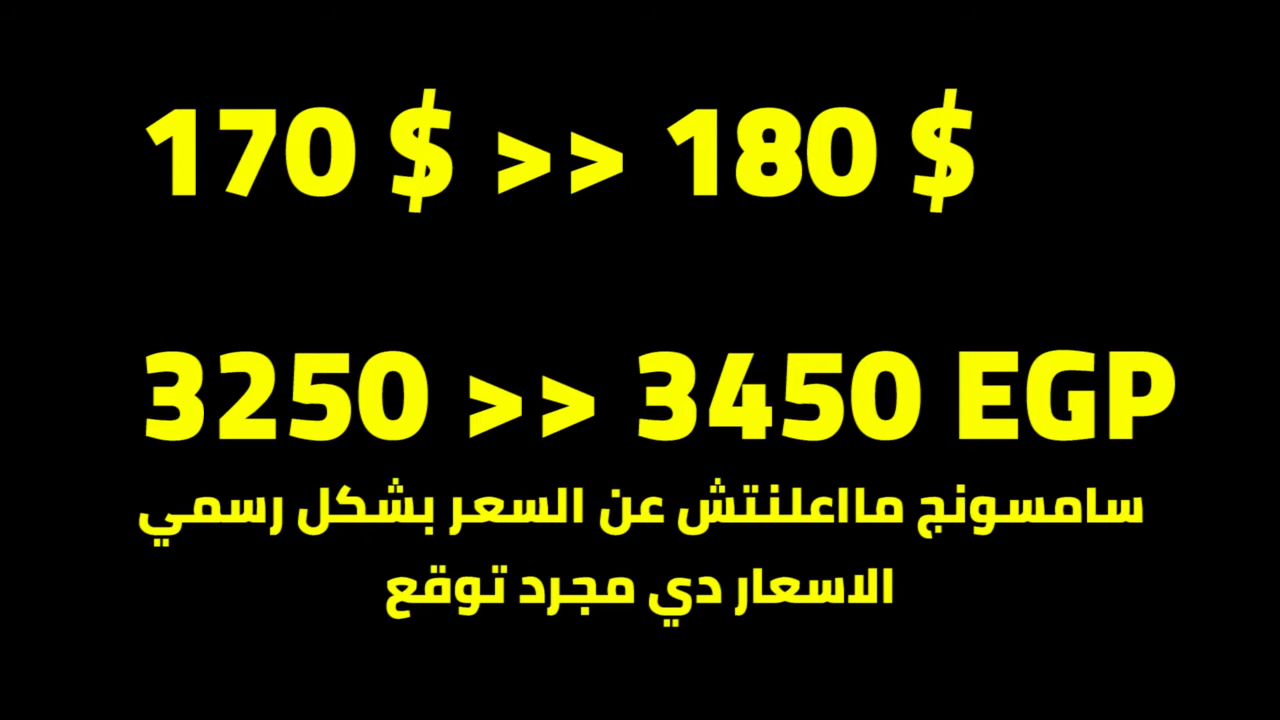 170 $ >> 180 $
3250 >> 3450 EGP
سامسونج مااعلنتش عن السعر بشكل رسمي
الاسعار دي مجرد توقع